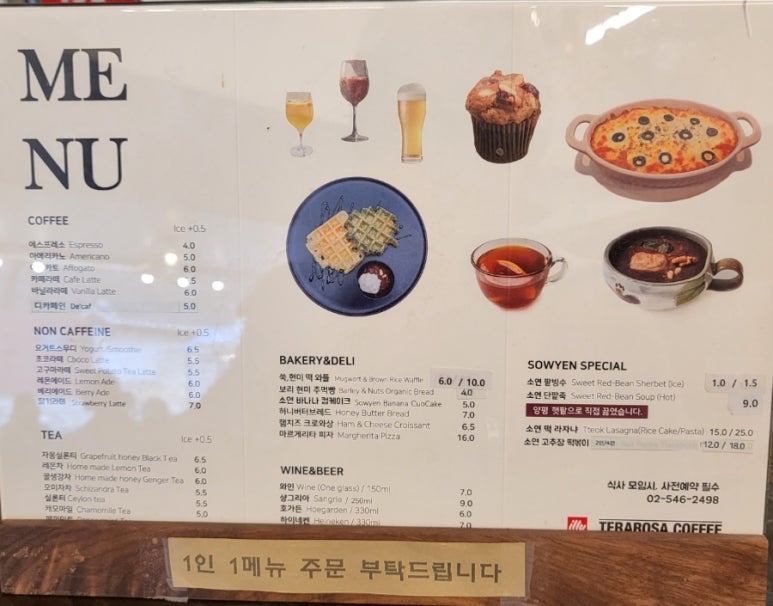 MENU
COFFEE Ice +0.5
에스프레소 Espresso 4.0
아메리카노 Americano 5.0
Affogato 6.0
카페라떼 Cafe Latte
바닐라라떼 Vanilla Latte 6.0
디카페인 Decaf 5.0
NON CAFFEINE Ice +0.5
요거트스무디 Yogurt Smoothie 6.5
초코라떼 Choco Latte 5.5
고구마라떼 Sweet Potato Tea Latte 5.5
레몬에이드 Lemon Ade 6.0
베리에이드 Berry Ade 6.0
딸기라떼 Strawberry Latte 7.0
TEA Ice +0.5
자몽실론티 Grapefruit honey Black Tea 6.5
레몬차 Home made Lemon Tea 6.0
꿀생강차 Home made honey Genger Tea 6.0
오미자차 Schizandra Tea 5.5
실론티 Ceylon tea 5.5
캐모마일 Chamomile Tea 5.0
BAKERY&DELI
쑥,현미 떡 와플 Mugwort & Brown Rice Waffle 6.0 / 10.0
보리 현미 주먹빵 Barley & Nuts Organic Bread 4.0
소연 바나나 컵케이크 Sowyen Banana CuoCake 5.0
허니버터브레드 Honey Butter Bread 7.0
햄치즈 크로와상 Ham & Cheese Croissant 6.5
마르게리타 피자 Margherita Pizza 16.0
WINE&BEER
와인 Wine (One glass) / 150ml 7.0
샹그리아 Sangria / 250ml 9.0
호가든 Hoegarden / 330ml 6.0
하이네켄 Heineken / 330ml 7.0
SOWYEN SPECIAL
소연 팥빙수 Sweet Red-Bean Sherbet (ice) 1.0 / 1.5
소연 단팥죽 Sweet Red-Bean Soup (Hot) 9.0
양평 햇팥으로 직접 끓였습니다.
소연 떡 라자냐 Tteok Lasagna(Rice Cake/Pasta) 15.0 / 25.0
소연 고추장 떡볶이 12.0 / 18.0
식사 모임시, 사전예약 필수
02-546-2498
illy TERAROSA COFFEE
1인 1메뉴 주문 부탁드립니다